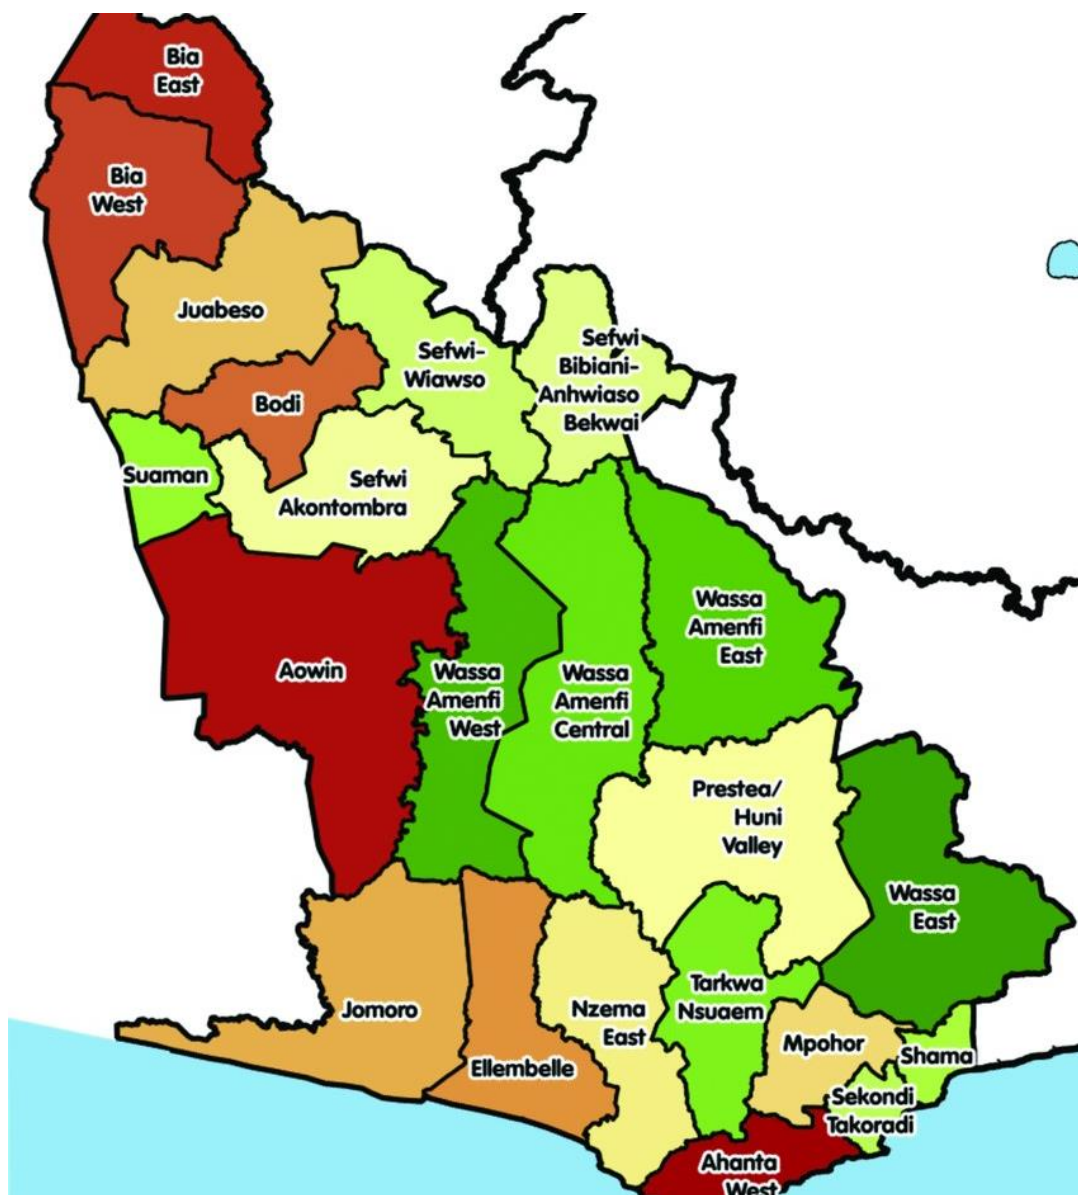 Bia
East
Bia
West
Juabeso
Sefwi-
Wiawso
Sefwi
Bibiani-
Anhwiaso
Bekwai
Bodi
Suaman
Sefwi
Akontombra
Wassa
Amenfi
East
Aowin
Wassa
Amenfi
West
Wassa
Amenfi
Central
Prestea/
Huni
Valley
Wassa
East
Jomoro
Ellembelle
Nzema
East
Tarkwa
Nsuaem
Mpohor
Shama
Sekondi
Takoradi
Ahanta
West